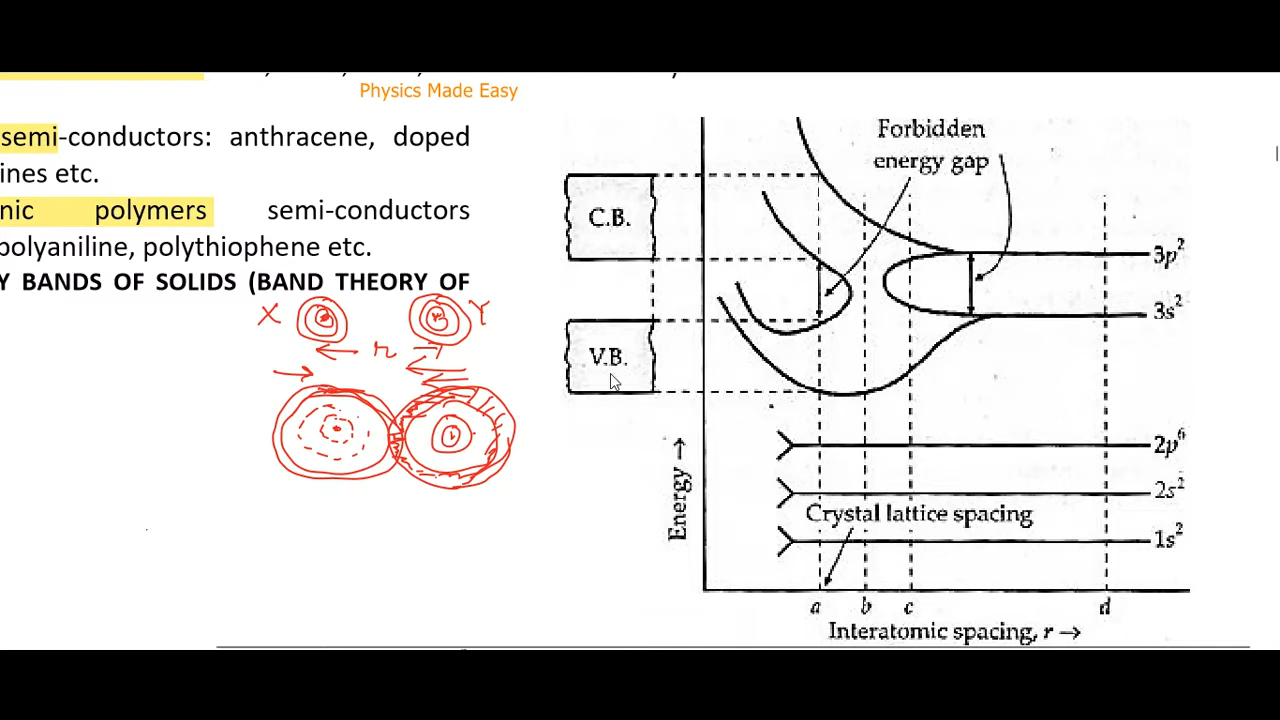 Physics Made Easy
semi-conductors: anthracene, doped
ines etc.
nic polymers semi-conductors
polyaniline, polythiophene etc.
Y BANDS OF SOLIDS (BAND THEORY OF
X Y
r
Forbidden
energy gap
C.B.
V.B.
3p²
3s²
2p⁶
2s²
1s²
Energy →
Crystal lattice spacing
a b c d
Interatomic spacing, r →